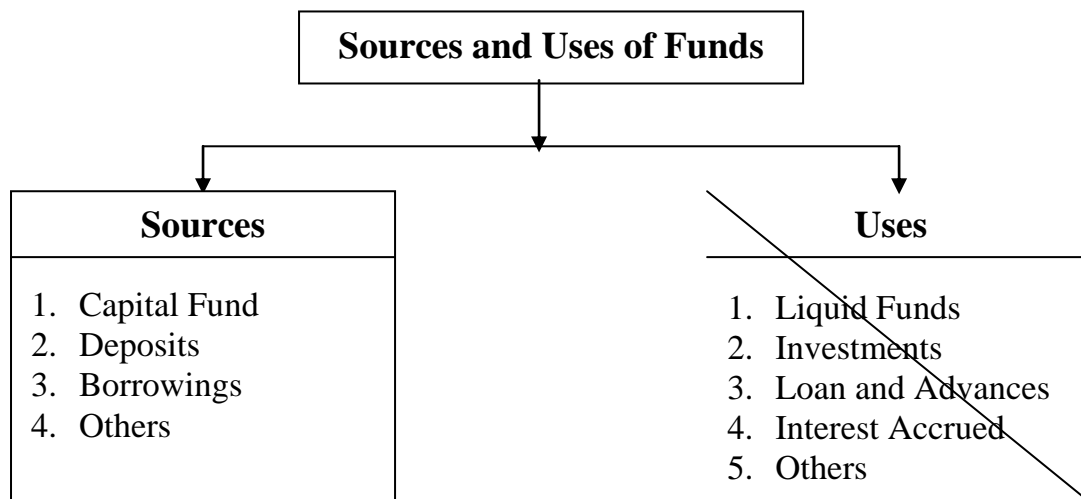 Sources and Uses of Funds
Sources
1. Capital Fund
2. Deposits
3. Borrowings
4. Others
Uses
1. Liquid Funds
2. Investments
3. Loan and Advances
4. Interest Accrued
5. Others